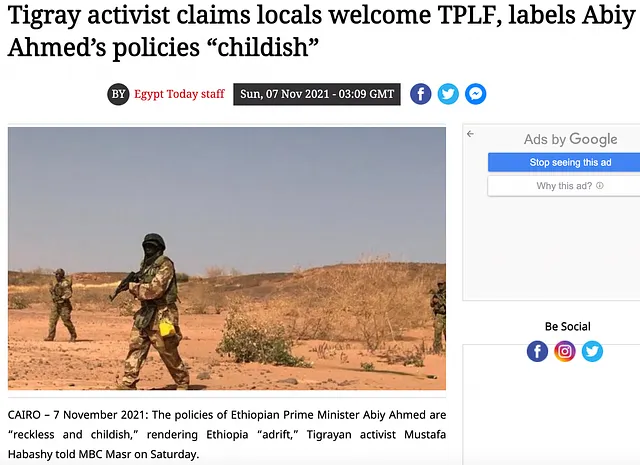 Tigray activist claims locals welcome TPLF, labels Abiy
Ahmed’s policies “childish”
BY Egypt Today staff Sun, 07 Nov 2021 - 03:09 GMT
Ads by Google
Stop seeing this ad
Why this ad?
Be Social
CAIRO – 7 November 2021: The policies of Ethiopian Prime Minister Abiy Ahmed are
“reckless and childish,” rendering Ethiopia “adrift,” Tigrayan activist Mustafa
Habashy told MBC Masr on Saturday.